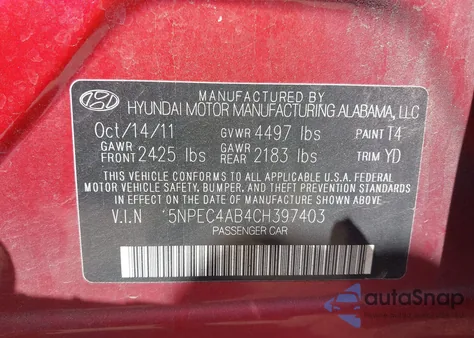 MANUFACTURED BY
HYUNDAI MOTOR MANUFACTURING ALABAMA, LLC
Oct/14/11 GVWR 4497 lbs PAINT T4
GAWR FRONT 2425 lbs GAWR REAR 2183 lbs TRIM YD
THIS VEHICLE CONFORMS TO ALL APPLICABLE FEDERAL
MOTOR VEHICLE SAFETY, BUMPER, AND THEFT PREVENTION
STANDARDS IN EFFECT ON THE DATE OF MANUFACTURE SHOWN ABOVE.
V.I.N 5NPEC4AB4CH397403
PASSENGER CAR
autoSnap